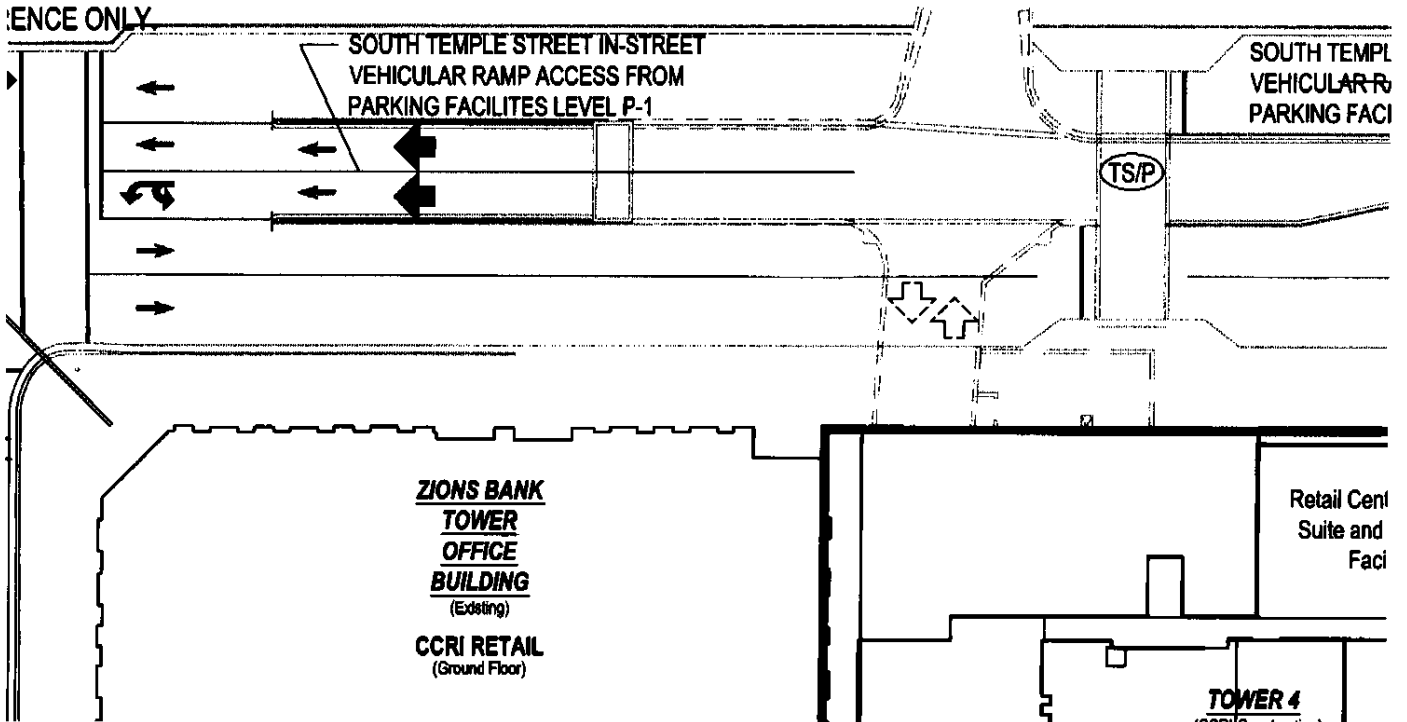 ENCE ONLY.
SOUTH TEMPLE STREET IN-STREET
VEHICULAR RAMP ACCESS FROM
PARKING FACILITES LEVEL P-1
SOUTH TEMPL
VEHICULAR R
PARKING FACI
TS/P
ZIONS BANK
TOWER
OFFICE
BUILDING
(Existing)
CCRI RETAIL
(Ground Floor)
Retail Cent
Suite and
Faci
TOWER 4